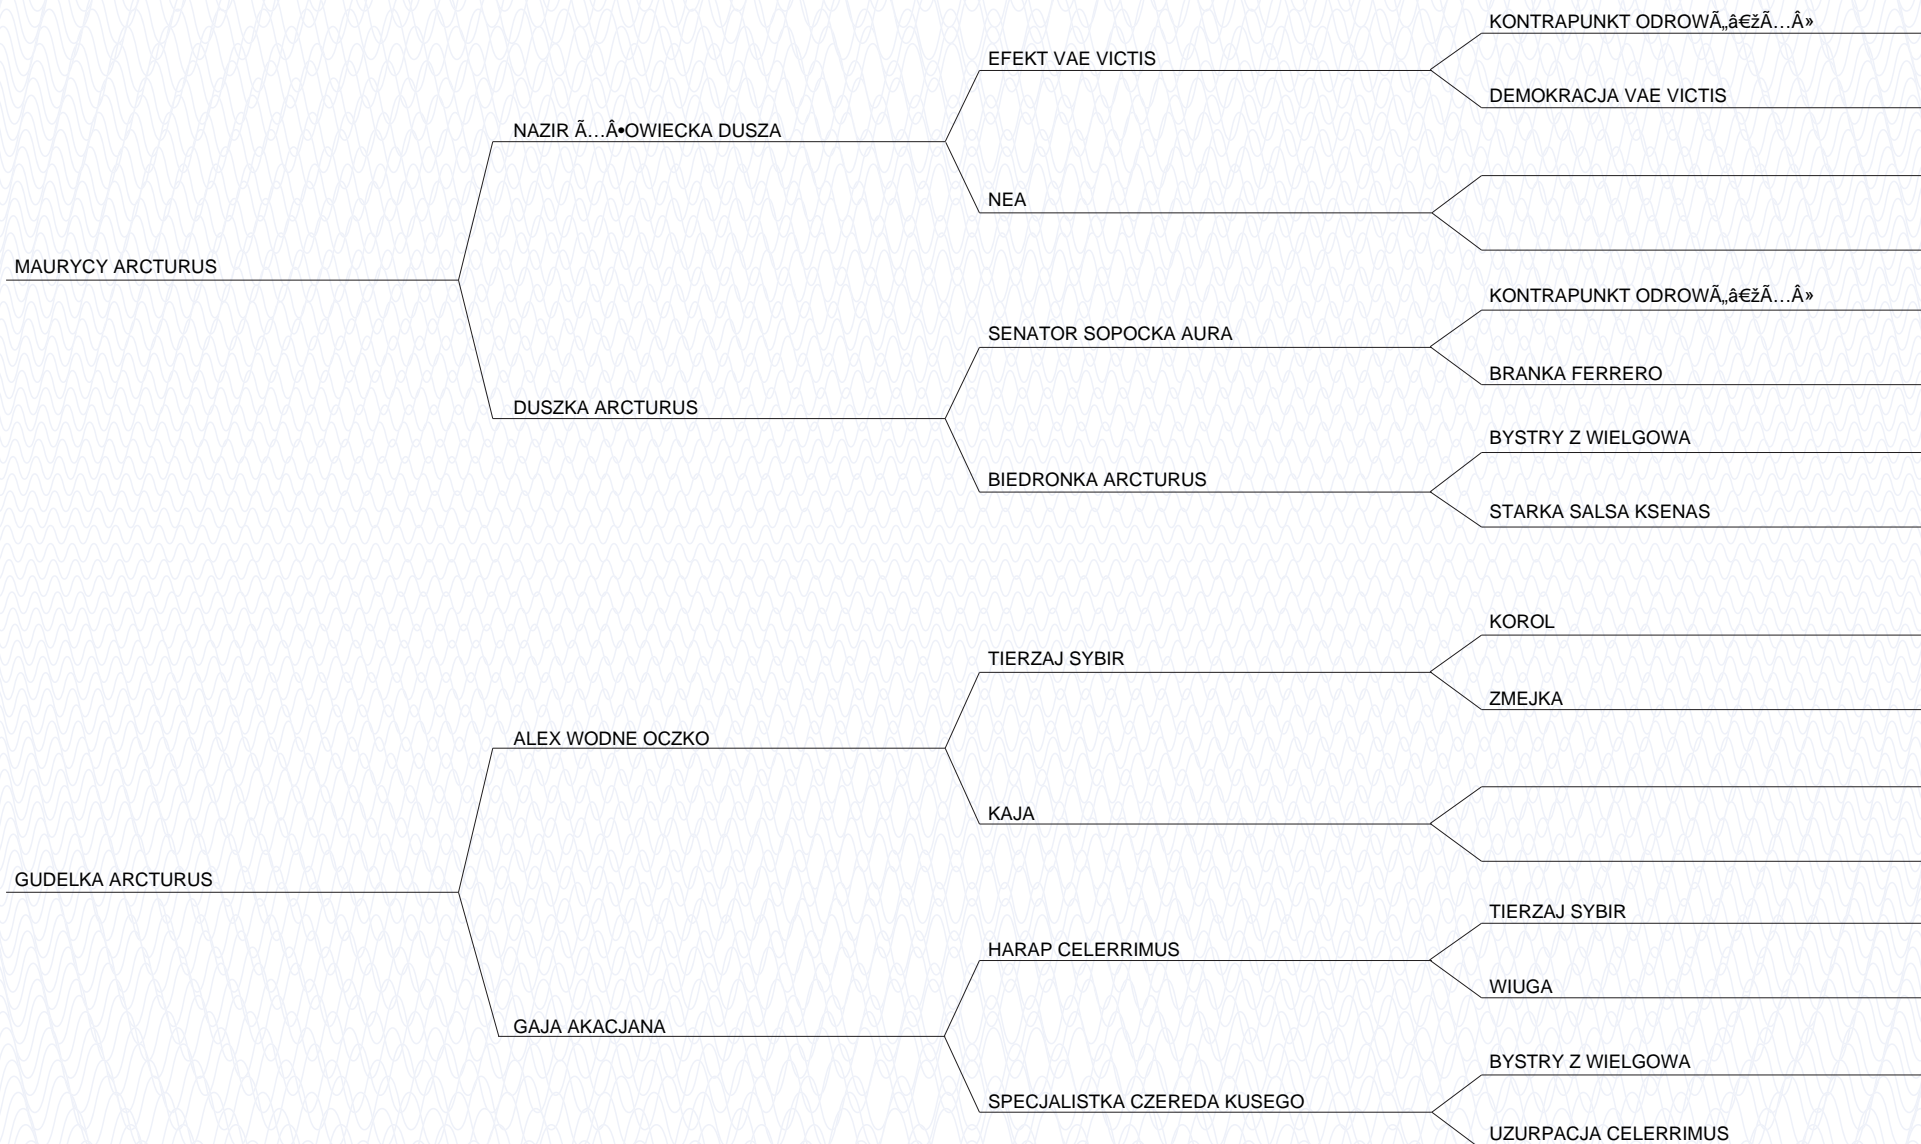 KONTRAPUNKT ODROWÃ„â€žÃ…Â»
EFEKT VAE VICTIS
DEMOKRACJA VAE VICTIS
NAZIR Ã…Â•OWIECKA DUSZA
NEA
MAURYCY ARCTURUS
KONTRAPUNKT ODROWÃ„â€žÃ…Â»
SENATOR SOPOCKA AURA
BRANKA FERRERO
DUSZKA ARCTURUS
BYSTRY Z WIELGOWA
BIEDRONKA ARCTURUS
STARKA SALSA KSENAS
KOROL
TIERZAJ SYBIR
ZMEJKA
ALEX WODNE OCZKO
KAJA
GUDELKA ARCTURUS
TIERZAJ SYBIR
HARAP CELERRIMUS
WIUGA
GAJA AKACJANA
BYSTRY Z WIELGOWA
SPECJALISTKA CZEREDA KUSEGO
UZURPACJA CELERRIMUS